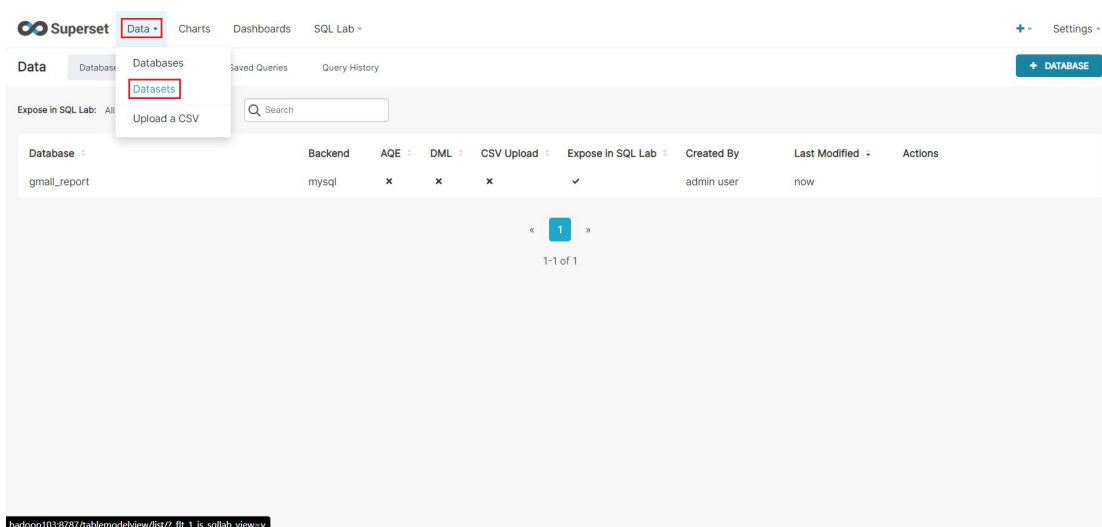 Superset Data Charts Dashboards SQL Lab + Settings
Data Saved Queries Query History + DATABASE
Databases
Datasets
Upload a CSV
Expose in SQL Lab: Search
Database Backend AQE DML CSV Upload Expose in SQL Lab Created By Last Modified Actions
gmall_report mysql × × × ✓ admin user now
« 1 »
1-1 of 1
hadoop103:8787/tablemodelview/list/?_flt_1_is_sqllab_view=y